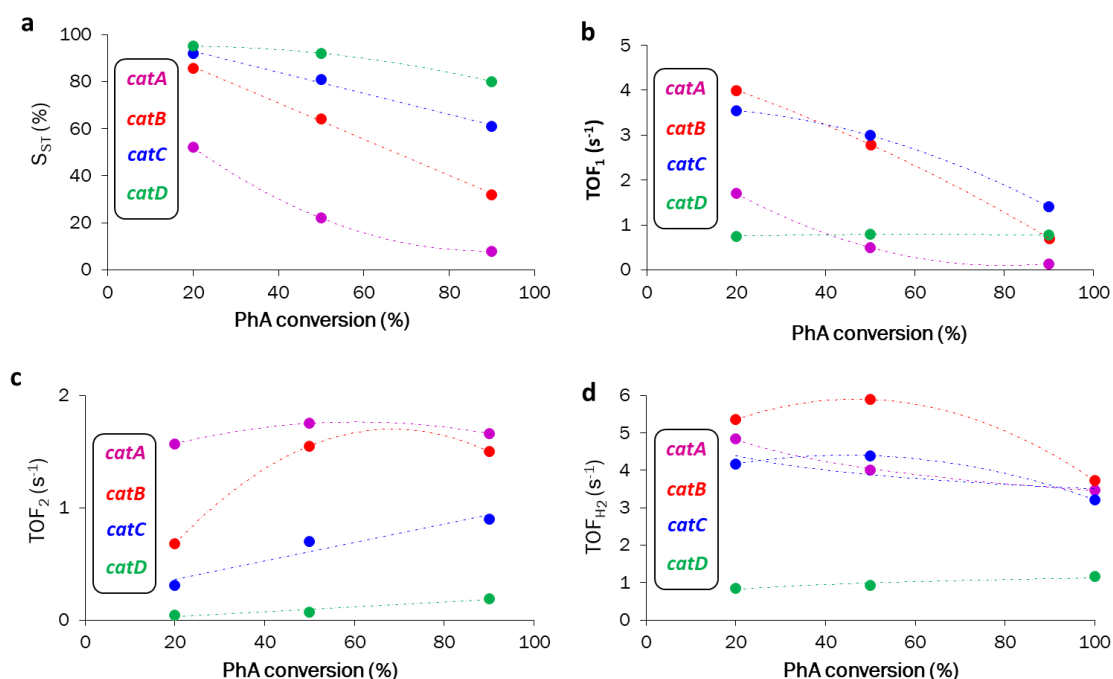 a
S_ST (%)
100
80
60
40
20
0
catA
catB
catC
catD
0 20 40 60 80 100
PhA conversion (%)
b
TOF₁ (s⁻¹)
5
4
3
2
1
0
catA
catB
catC
catD
0 20 40 60 80 100
PhA conversion (%)
c
TOF₂ (s⁻¹)
2
1
0
catA
catB
catC
catD
0 20 40 60 80 100
PhA conversion (%)
d
TOF_H2 (s⁻¹)
6
5
4
3
2
1
0
catA
catB
catC
catD
0 20 40 60 80 100
PhA conversion (%)